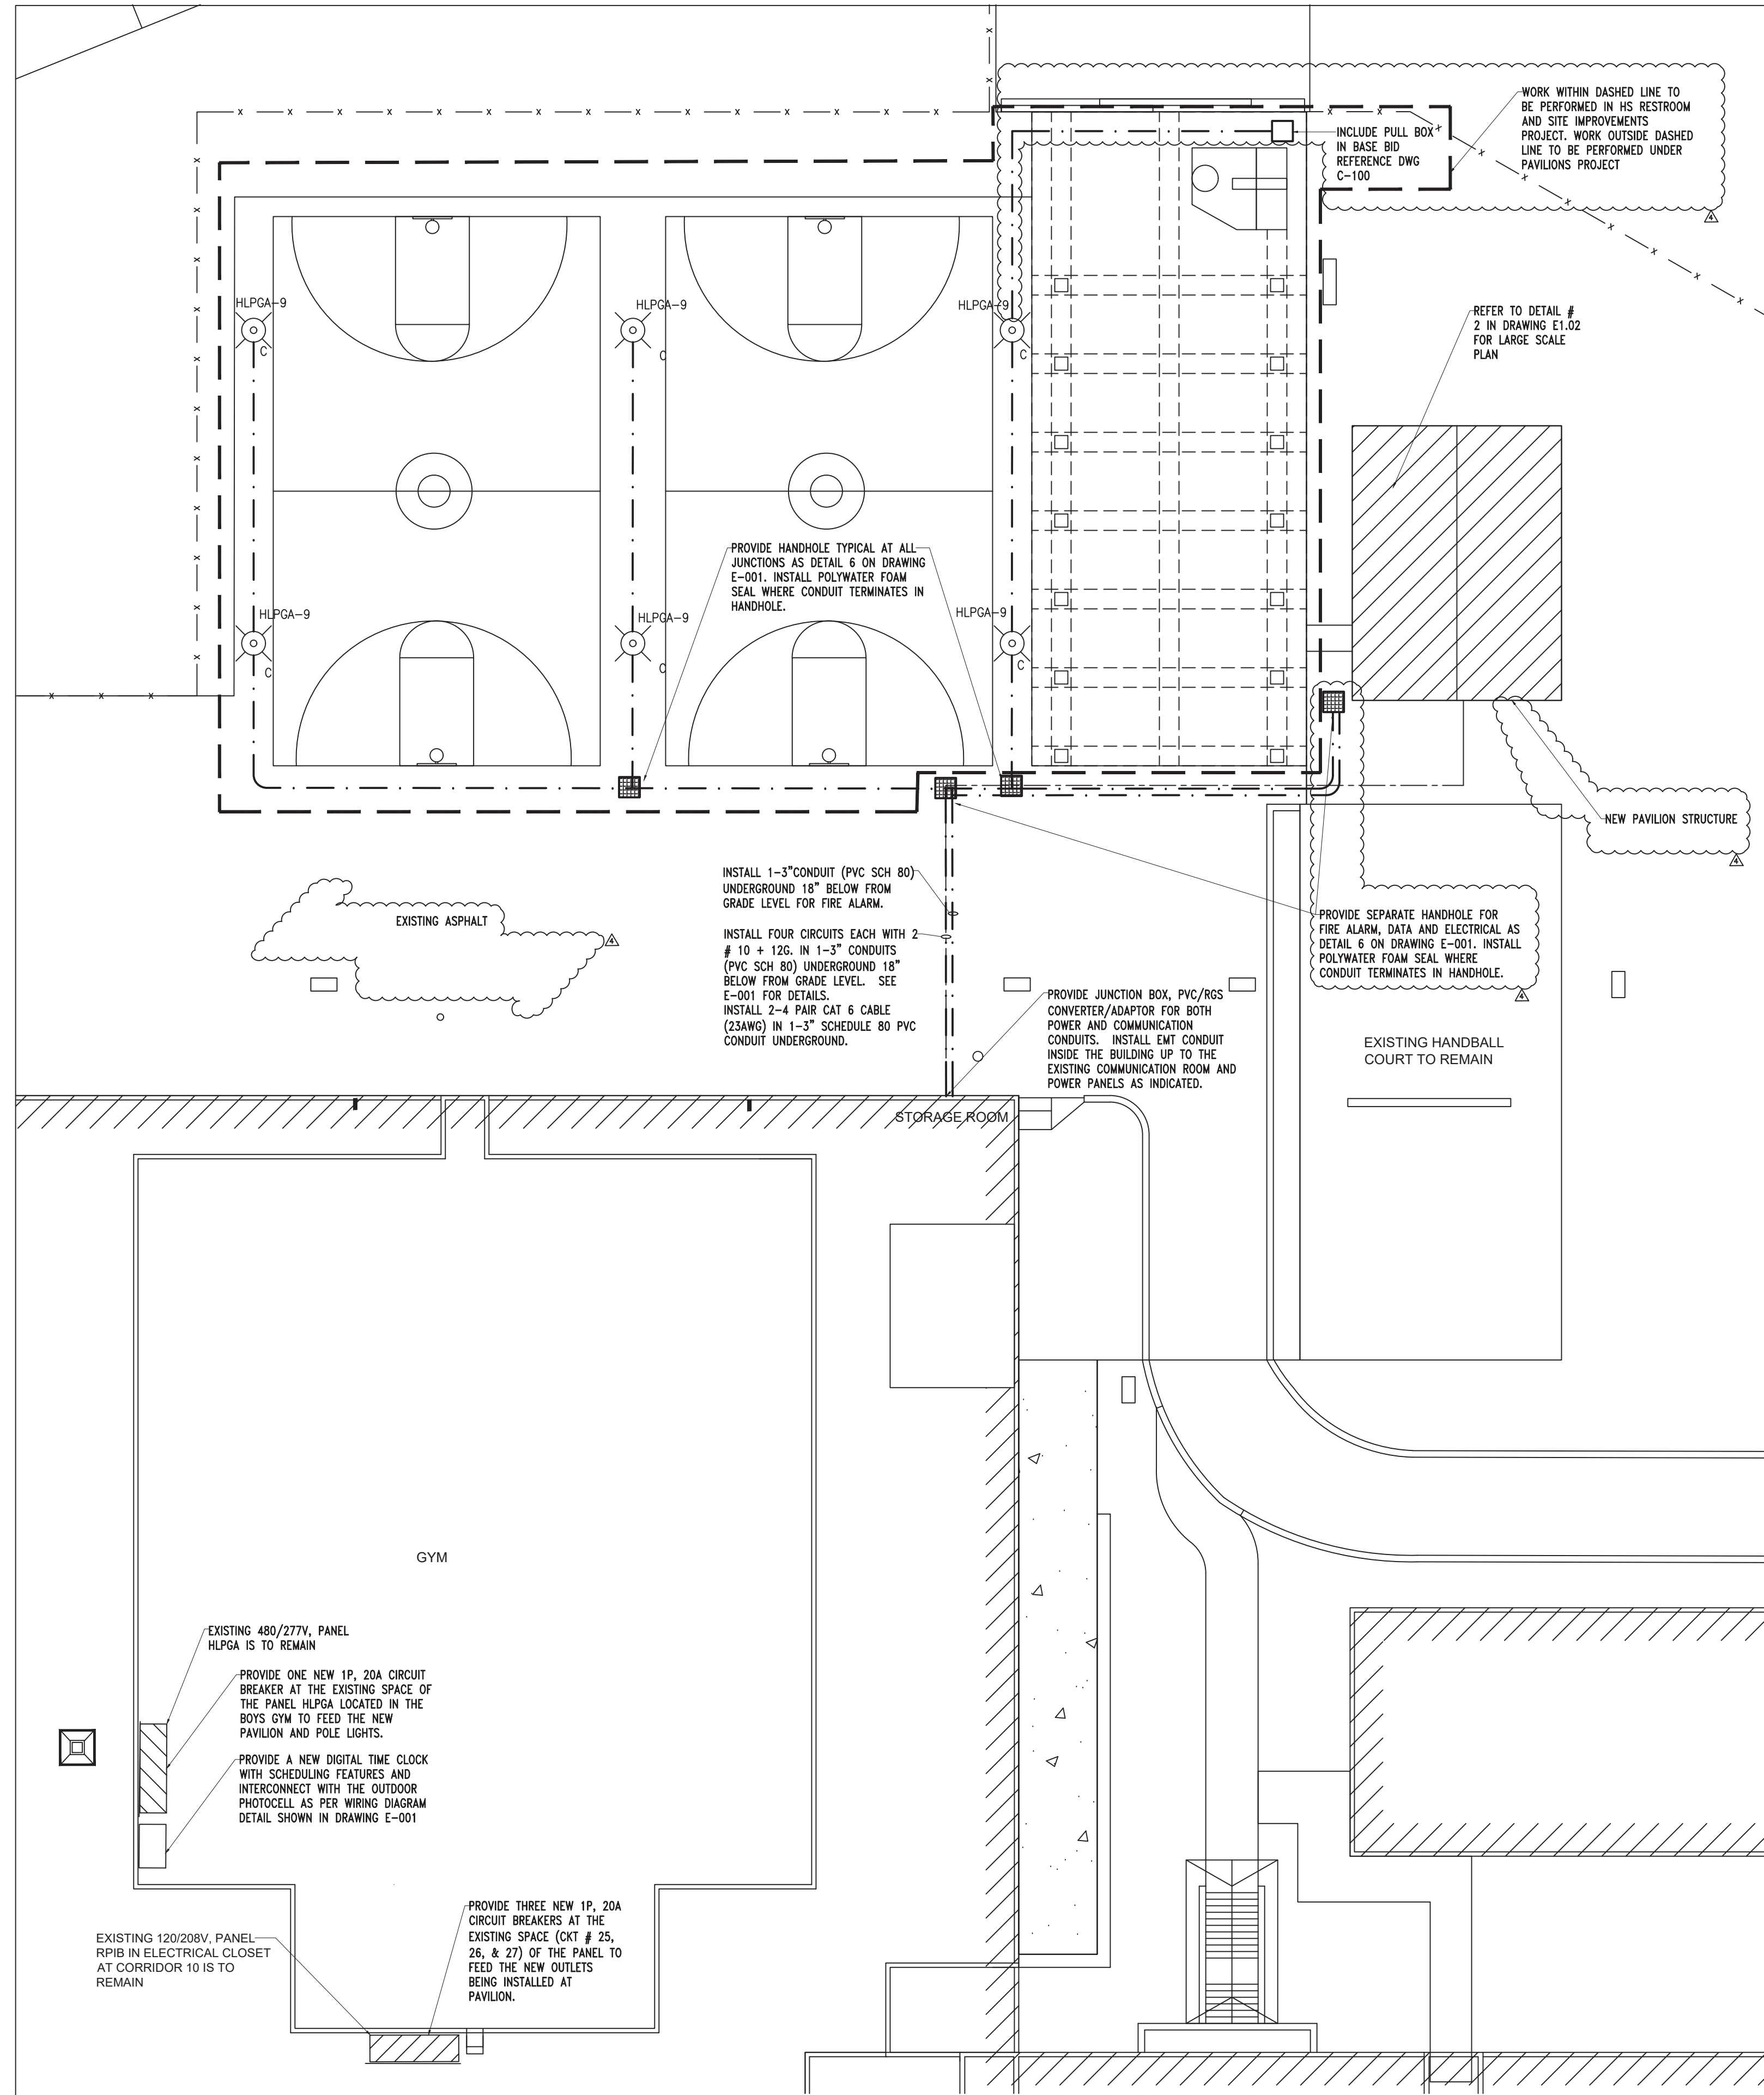 WORK WITHIN DASHED LINE TO
BE PERFORMED IN HS RESTROOM
AND SITE IMPROVEMENTS
PROJECT. WORK OUTSIDE DASHED
LINE TO BE PERFORMED UNDER
PAVILIONS PROJECT
4
INCLUDE PULL BOX
IN BASE BID
REFERENCE DWG
C-100
HLPGA-9
C
HLPGA-9
C
HLPGA-9
C
REFER TO DETAIL #
2 IN DRAWING E1.02
FOR LARGE SCALE
PLAN
PROVIDE HANDHOLE TYPICAL AT ALL
JUNCTIONS AS DETAIL 6 ON DRAWING
E-001. INSTALL POLYWATER FOAM
SEAL WHERE CONDUIT TERMINATES IN
HANDHOLE.
HLPGA-9
C
HLPGA-9
C
HLPGA-9
C
NEW PAVILION STRUCTURE
4
EXISTING ASPHALT
4
INSTALL 1-3"CONDUIT (PVC SCH 80)
UNDERGROUND 18" BELOW FROM
GRADE LEVEL FOR FIRE ALARM.
INSTALL FOUR CIRCUITS EACH WITH 2
# 10 + 12G. IN 1-3" CONDUITS
(PVC SCH 80) UNDERGROUND 18"
BELOW FROM GRADE LEVEL. SEE
E-001 FOR DETAILS.
INSTALL 2-4 PAIR CAT 6 CABLE
(23AWG) IN 1-3" SCHEDULE 80 PVC
CONDUIT UNDERGROUND.
PROVIDE SEPARATE HANDHOLE FOR
FIRE ALARM, DATA AND ELECTRICAL AS
DETAIL 6 ON DRAWING E-001. INSTALL
POLYWATER FOAM SEAL WHERE
CONDUIT TERMINATES IN HANDHOLE.
4
PROVIDE JUNCTION BOX, PVC/RGS
CONVERTER/ADAPTOR FOR BOTH
POWER AND COMMUNICATION
CONDUITS. INSTALL EMT CONDUIT
INSIDE THE BUILDING UP TO THE
EXISTING COMMUNICATION ROOM AND
POWER PANELS AS INDICATED.
EXISTING HANDBALL
COURT TO REMAIN
STORAGE ROOM
GYM
EXISTING 480/277V, PANEL
HLPGA IS TO REMAIN
PROVIDE ONE NEW 1P, 20A CIRCUIT
BREAKER AT THE EXISTING SPACE OF
THE PANEL HLPGA LOCATED IN THE
BOYS GYM TO FEED THE NEW
PAVILION AND POLE LIGHTS.
PROVIDE A NEW DIGITAL TIME CLOCK
WITH SCHEDULING FEATURES AND
INTERCONNECT WITH THE OUTDOOR
PHOTOCELL AS PER WIRING DIAGRAM
DETAIL SHOWN IN DRAWING E-001
EXISTING 120/208V, PANEL
RPIB IN ELECTRICAL CLOSET
AT CORRIDOR 10 IS TO
REMAIN
PROVIDE THREE NEW 1P, 20A
CIRCUIT BREAKERS AT THE
EXISTING SPACE (CKT # 25,
26, & 27) OF THE PANEL TO
FEED THE NEW OUTLETS
BEING INSTALLED AT
PAVILION.